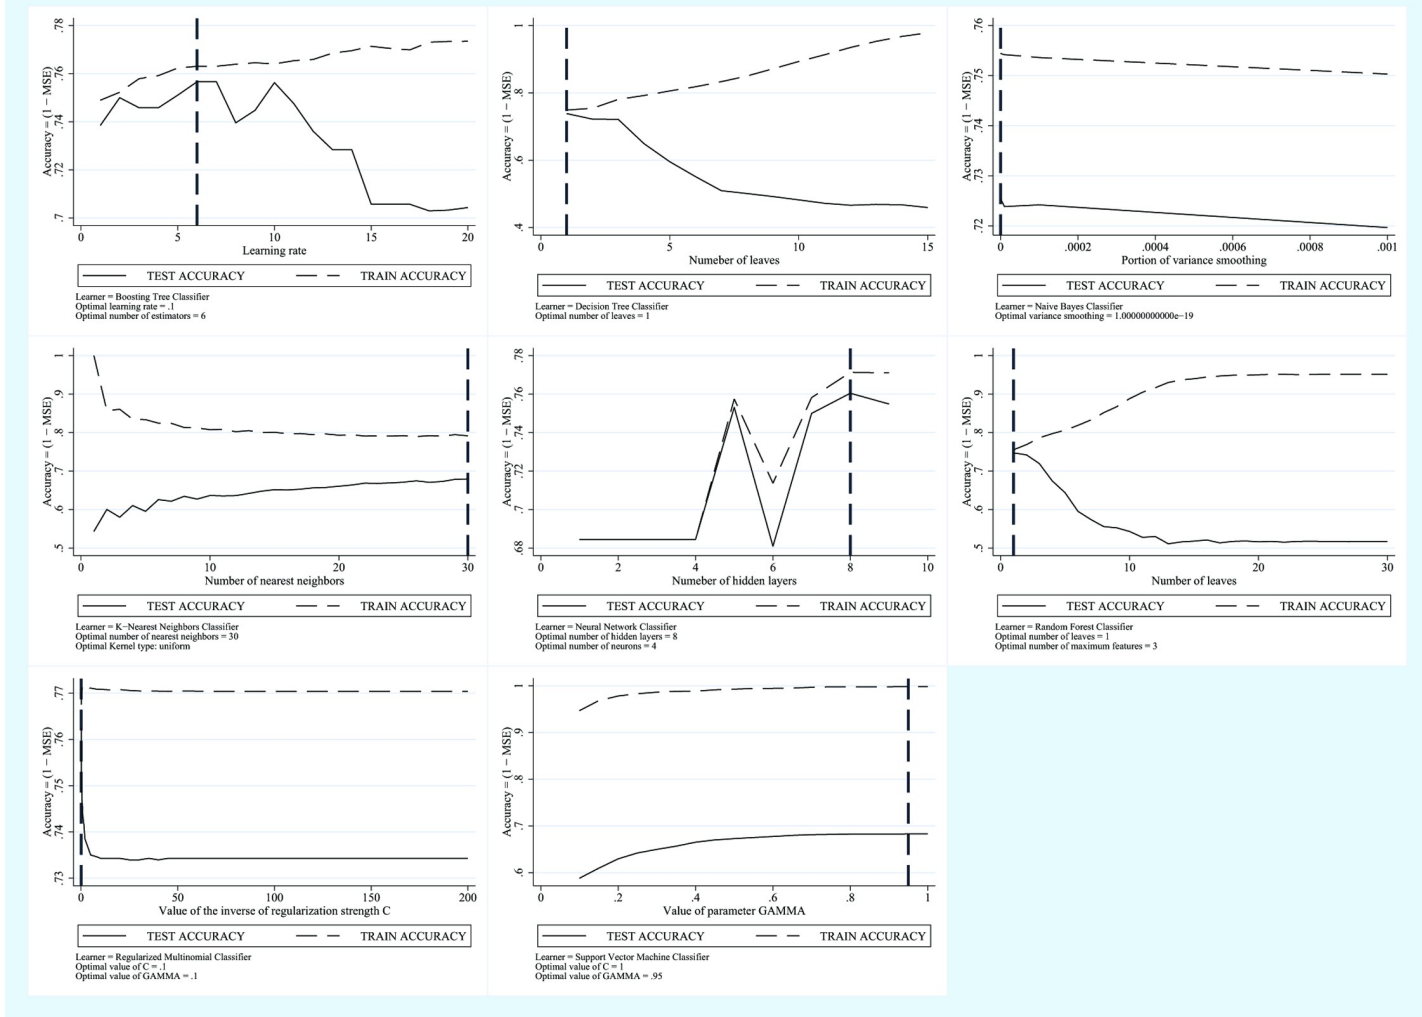 Accuracy = (1 − MSE)
.7 .72 .74 .76 .78
0 5 10 15 20
Learning rate
TEST ACCURACY TRAIN ACCURACY
Learner = Boosting Tree Classifier
Optimal learning rate = .1
Optimal number of estimators = 6
Accuracy = (1 − MSE)
.4 .6 .8 1
0 5 10 15
Numeber of leaves
TEST ACCURACY TRAIN ACCURACY
Learner = Decision Tree Classifier
Optimal number of leaves = 1
Accuracy = (1 − MSE)
.72 .73 .74 .75 .76
0 .0002 .0004 .0006 .0008 .001
Portion of variance smoothing
TEST ACCURACY TRAIN ACCURACY
Learner = Naive Bayes Classifier
Optimal variance smoothing = 1.00000000000e−19
Accuracy = (1 − MSE)
.5 .6 .7 .8 .9 1
0 10 20 30
Number of nearest neighbors
TEST ACCURACY TRAIN ACCURACY
Learner = K−Nearest Neighbors Classifier
Optimal number of nearest neighbors = 30
Optimal Kernel type: uniform
Accuracy = (1 − MSE)
.68 .7 .72 .74 .76 .78
0 2 4 6 8 10
Numeber of hidden layers
TEST ACCURACY TRAIN ACCURACY
Learner = Neural Network Classifier
Optimal number of hidden layers = 8
Optimal number of neurons = 4
Accuracy = (1 − MSE)
.5 .6 .7 .8 .9 1
0 10 20 30
Number of leaves
TEST ACCURACY TRAIN ACCURACY
Learner = Random Forest Classifier
Optimal number of leaves = 1
Optimal number of maximum features = 3
Accuracy = (1 − MSE)
.73 .74 .75 .76 .77
0 50 100 150 200
Value of the inverse of regularization strength C
TEST ACCURACY TRAIN ACCURACY
Learner = Regularized Multinomial Classifier
Optimal value of C = .1
Optimal value of GAMMA = .1
Accuracy = (1 − MSE)
.6 .7 .8 .9 1
0 .2 .4 .6 .8 1
Value of parameter GAMMA
TEST ACCURACY TRAIN ACCURACY
Learner = Support Vector Machine Classifier
Optimal value of C = 1
Optimal value of GAMMA = .95